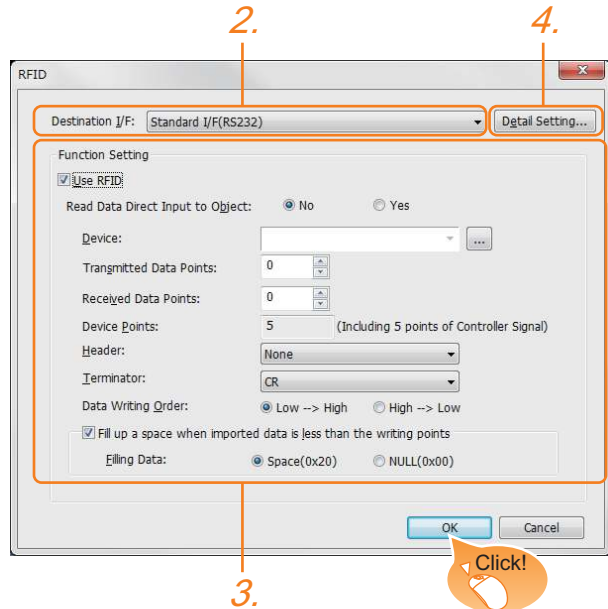 2. 4.
RFID
Destination I/F: Standard I/F(RS232) Detail Setting...
Function Setting
Use RFID
Read Data Direct Input to Object: No Yes
Device: ...
Transmitted Data Points: 0
Received Data Points: 0
Device Points: 5 (Including 5 points of Controller Signal)
Header: None
Terminator: CR
Data Writing Order: Low --> High High --> Low
Fill up a space when imported data is less than the writing points
Filling Data: Space(0x20) NULL(0x00)
OK Cancel
Click!
3.